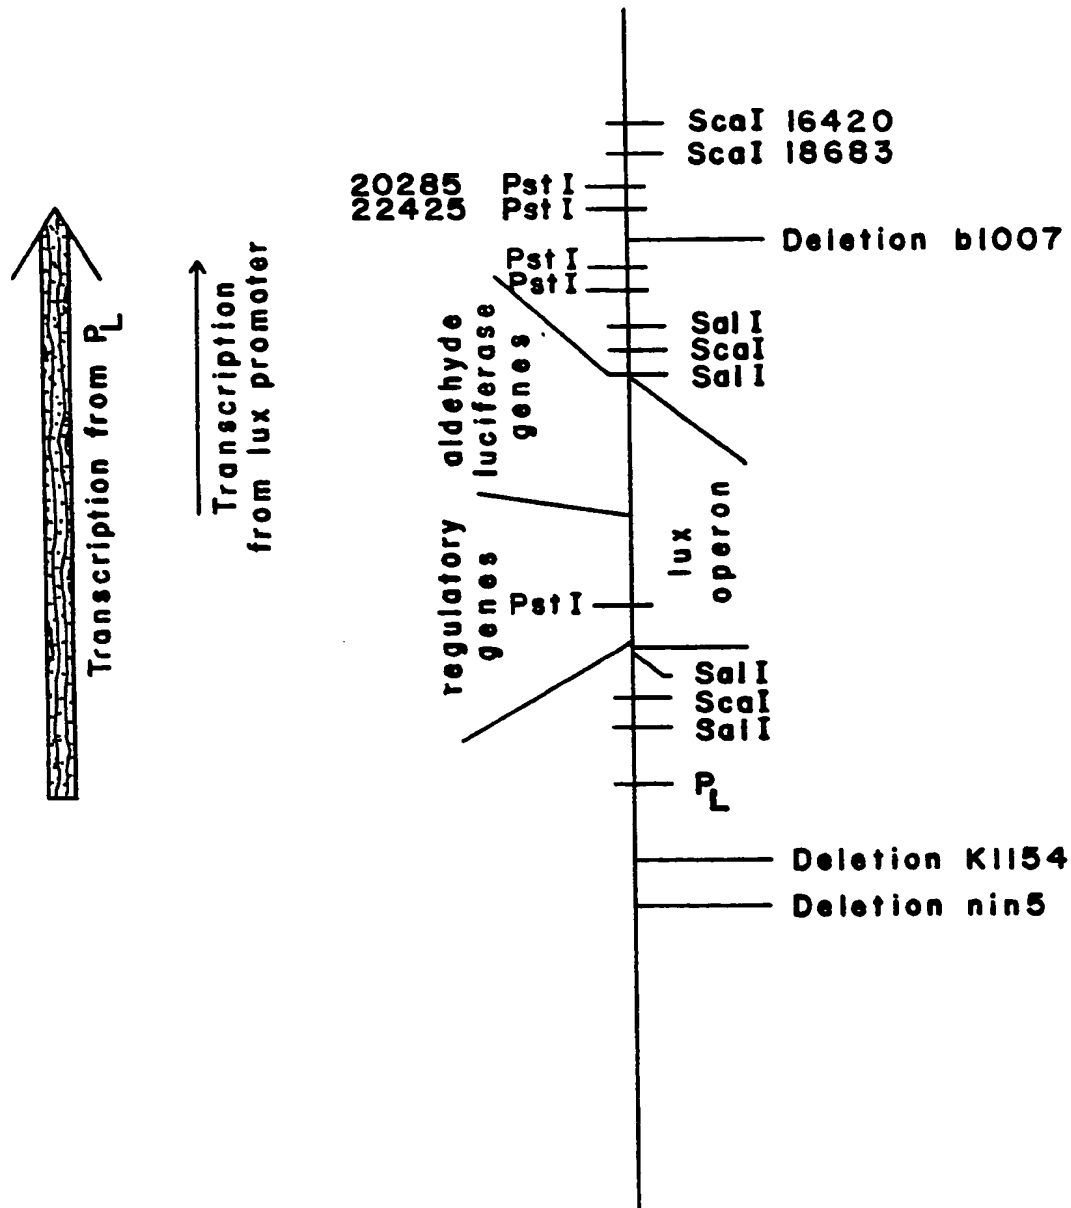 ScaI 16420
ScaI 18683
20285 PstI
22425 PstI
Deletion b1007
PstI
PstI
SalI
ScaI
SalI
Transcription from PL
Transcription
from lux promoter
aldehyde
luciferase
genes
lux
operon
regulatory
genes
PstI
SalI
ScaI
SalI
PL
Deletion K1154
Deletion nin5